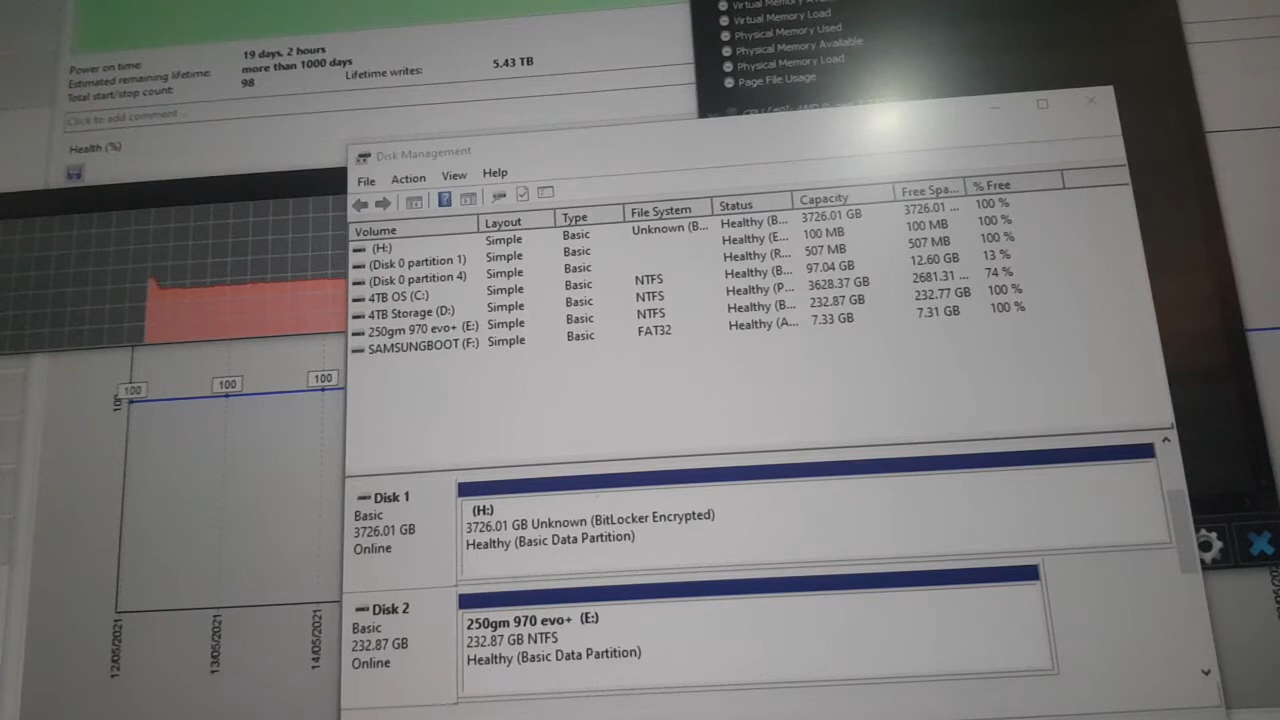 Power on time: 19 days, 2 hours
Estimated remaining lifetime: more than 1000 days
Total start/stop count: 98
Lifetime writes: 5.43 TB
Click to add comment ...
Health (%)
Virtual Memory Load
Physical Memory Used
Physical Memory Available
Physical Memory Load
Page File Usage
Disk Management
File Action View Help
Volume Layout Type File System Status Capacity Free Spa... % Free
(H:) Simple Basic Unknown (B... Healthy (B... 3726.01 GB 3726.01 ... 100 %
(Disk 0 partition 1) Simple Basic Healthy (E... 100 MB 100 MB 100 %
(Disk 0 partition 4) Simple Basic Healthy (R... 507 MB 507 MB 100 %
4TB OS (C:) Simple Basic NTFS Healthy (B... 97.04 GB 12.60 GB 13 %
4TB Storage (D:) Simple Basic NTFS Healthy (P... 3628.37 GB 2681.31 ... 74 %
250gm 970 evo+ (E:) Simple Basic NTFS Healthy (B... 232.87 GB 232.77 GB 100 %
SAMSUNGBOOT (F:) Simple Basic FAT32 Healthy (A... 7.33 GB 7.31 GB 100 %
100 100 100
Disk 1
Basic
3726.01 GB
Online
(H:)
3726.01 GB Unknown (BitLocker Encrypted)
Healthy (Basic Data Partition)
Disk 2
Basic
232.87 GB
Online
250gm 970 evo+ (E:)
232.87 GB NTFS
Healthy (Basic Data Partition)
12/05/2021
13/05/2021
14/05/2021